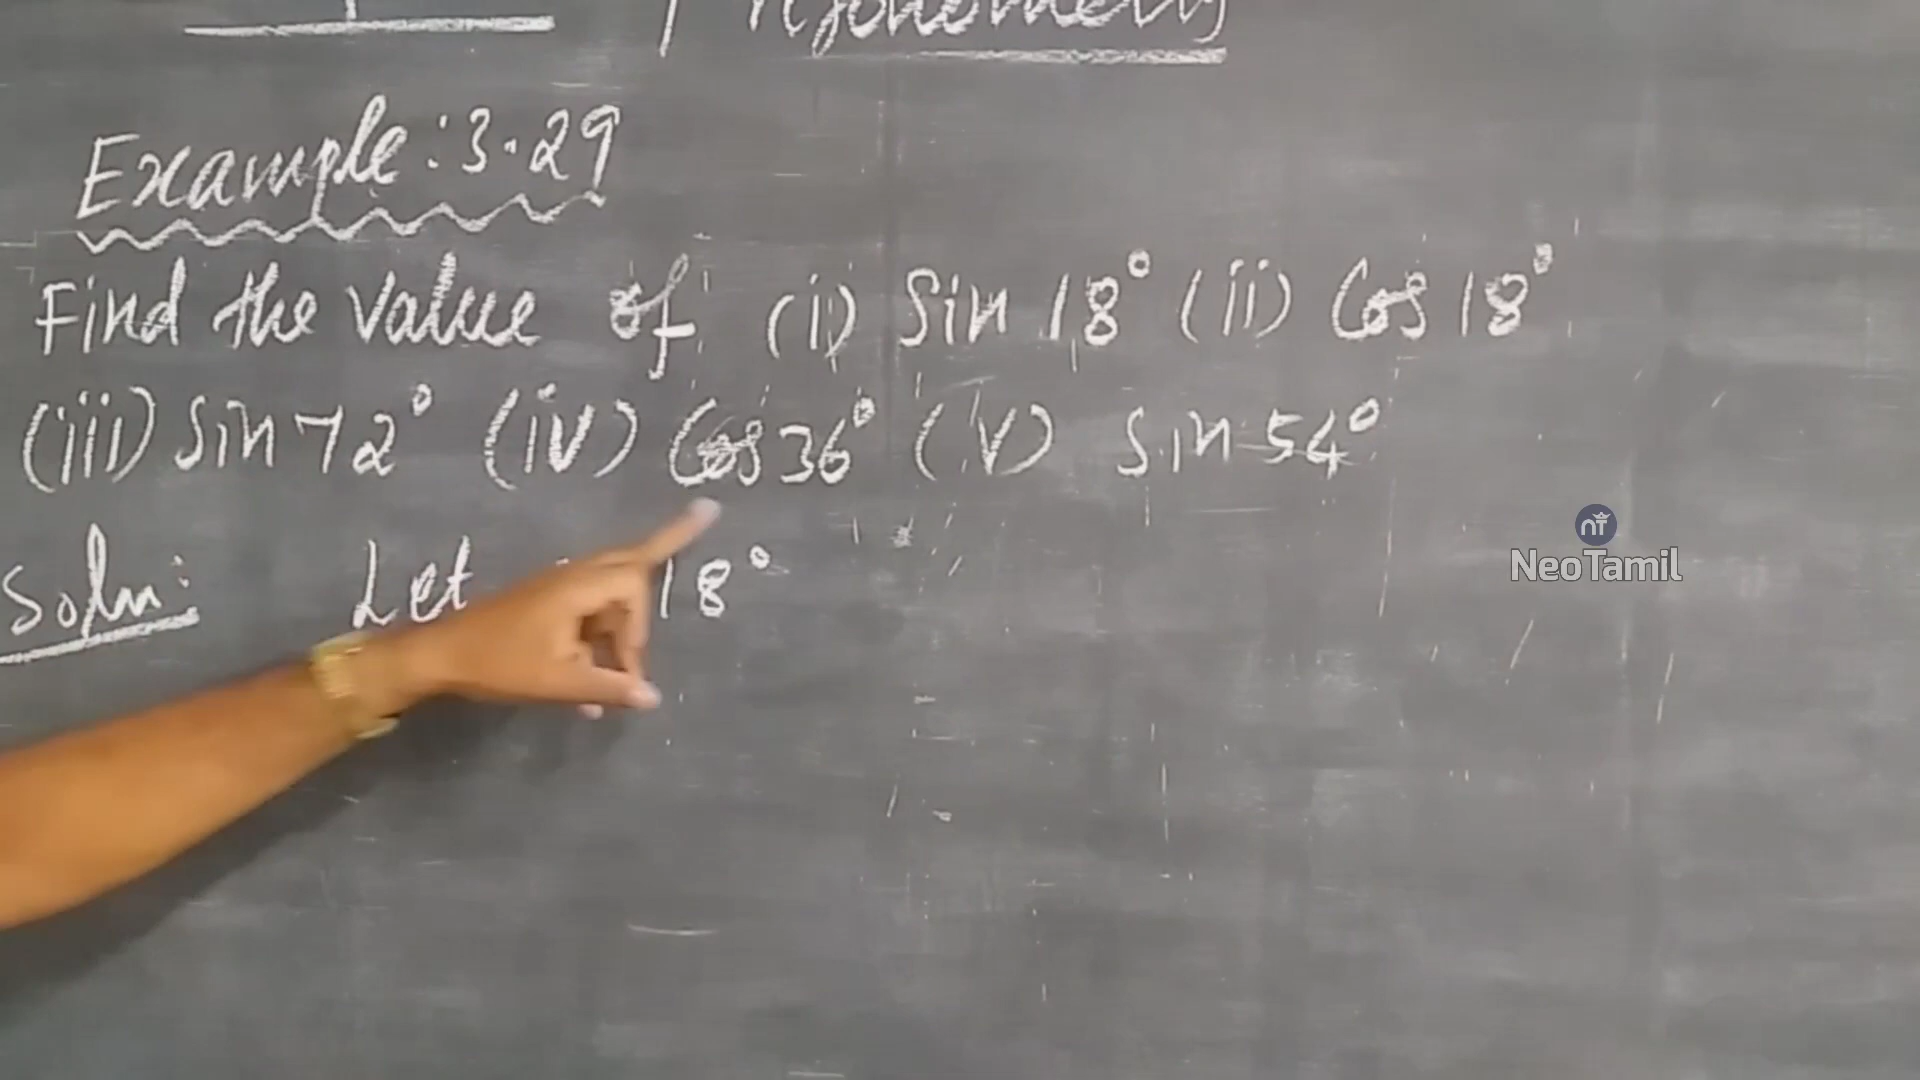 Trigonometry
Example: 3.29
Find the value of (i) Sin 18° (ii) Cos 18°
(iii) Sin 72° (iv) Cos 36° (v) Sin 54°
Soln: Let 18°
NeoTamil